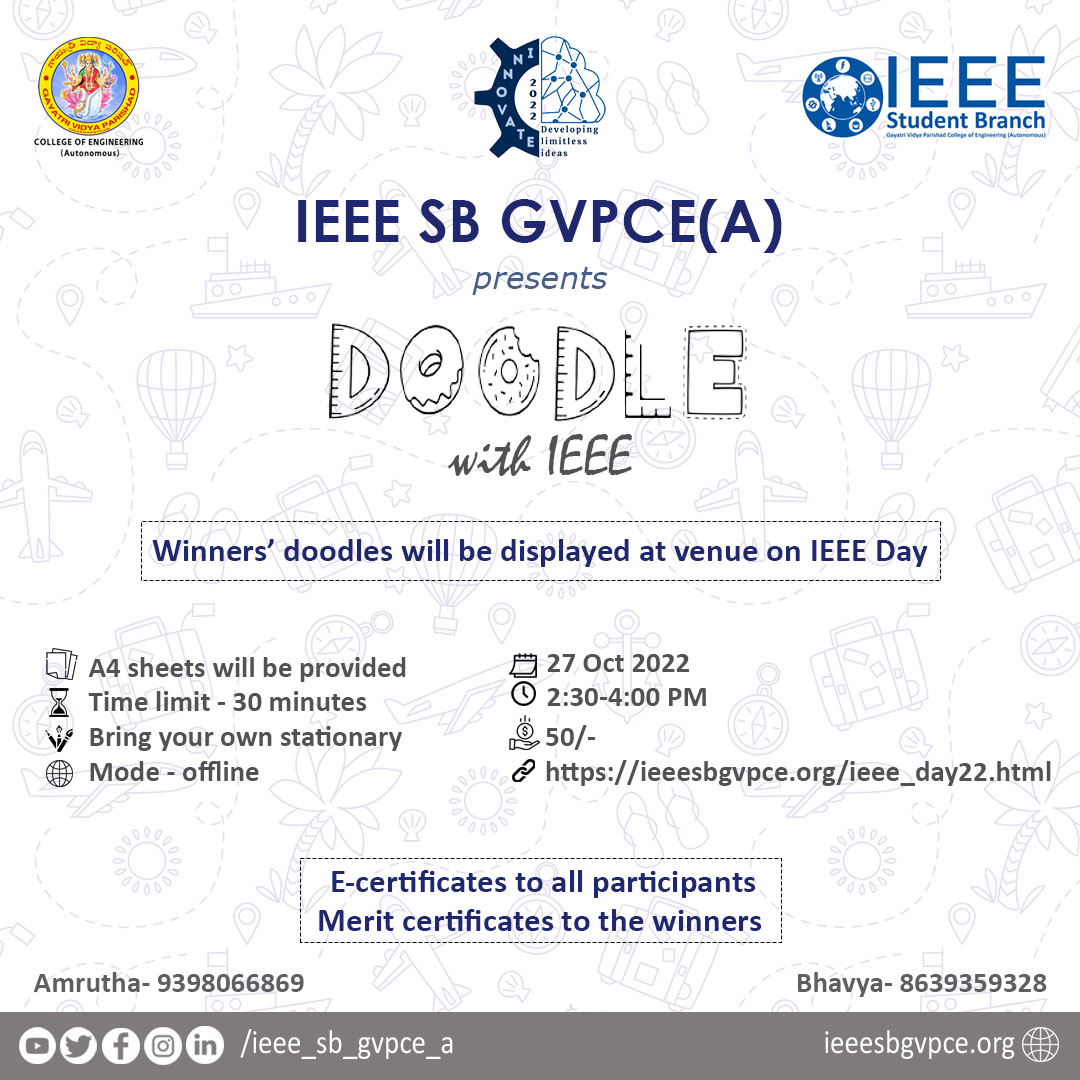 గాయత్రీ విద్యా పరిషత్
GAYATRI VIDYA PARISHAD
COLLEGE OF ENGINEERING
(Autonomous)
INNOVATE
2022
Developing
limitless
ideas
IEEE
Student Branch
Gayatri Vidya Parishad College of Engineering (Autonomous)
IEEE SB GVPCE(A)
presents
DOODLE
with IEEE
Winners’ doodles will be displayed at venue on IEEE Day
A4 sheets will be provided
Time limit - 30 minutes
Bring your own stationary
Mode - offline
27 Oct 2022
2:30-4:00 PM
50/-
https://ieeesbgvpce.org/ieee_day22.html
E-certificates to all participants
Merit certificates to the winners
Amrutha- 9398066869
Bhavya- 8639359328
/ieee_sb_gvpce_a
ieeesbgvpce.org